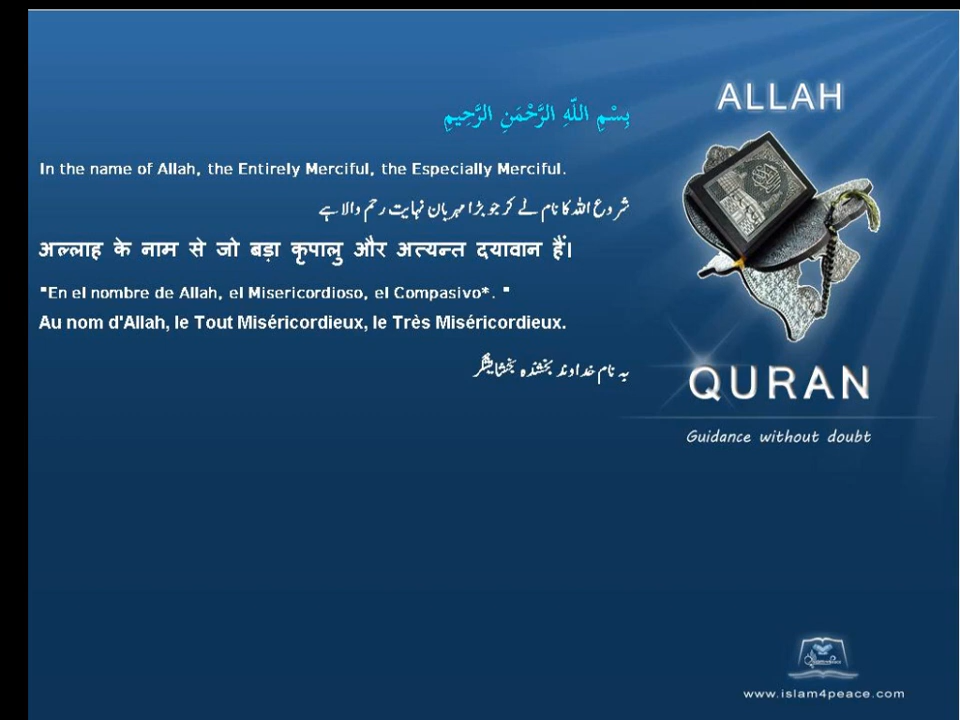 بِسْمِ اللّهِ الرَّحْمَنِ الرَّحِيمِ
In the name of Allah, the Entirely Merciful, the Especially Merciful.
شروع اللہ کا نام لے کر جو بڑا مہربان نہایت رحم والا ہے
अल्लाह के नाम से जो बड़ा कृपालु और अत्यन्त दयावान हैं।
"En el nombre de Allah, el Misericordioso, el Compasivo*. "
Au nom d'Allah, le Tout Miséricordieux, le Très Miséricordieux.
به نام خداوند بخشنده بخشایشگر
ALLAH
QURAN
Guidance without doubt
www.islam4peace.com